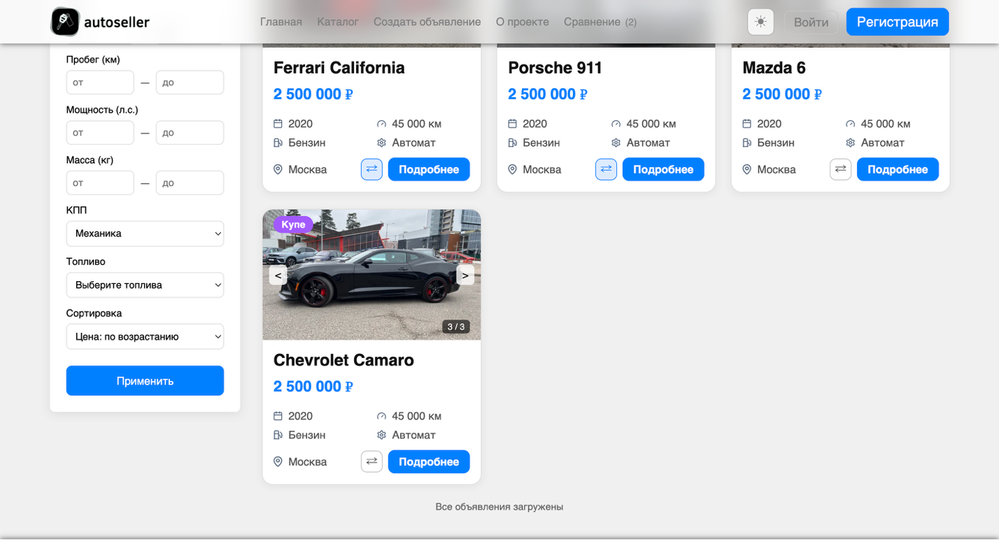 autoseller
Главная Каталог Создать объявление О проекте Сравнение (2)
Войти
Регистрация
Пробег (км)
от — до
Мощность (л.с.)
от — до
Масса (кг)
от — до
КПП
Механика
Топливо
Выберите топлива
Сортировка
Цена: по возрастанию
Применить
Ferrari California
2 500 000 ₽
2020 45 000 км
Бензин Автомат
Москва Подробнее
Porsche 911
2 500 000 ₽
2020 45 000 км
Бензин Автомат
Москва Подробнее
Mazda 6
2 500 000 ₽
2020 45 000 км
Бензин Автомат
Москва Подробнее
Купе
< >
3 / 3
Chevrolet Camaro
2 500 000 ₽
2020 45 000 км
Бензин Автомат
Москва Подробнее
Все объявления загружены